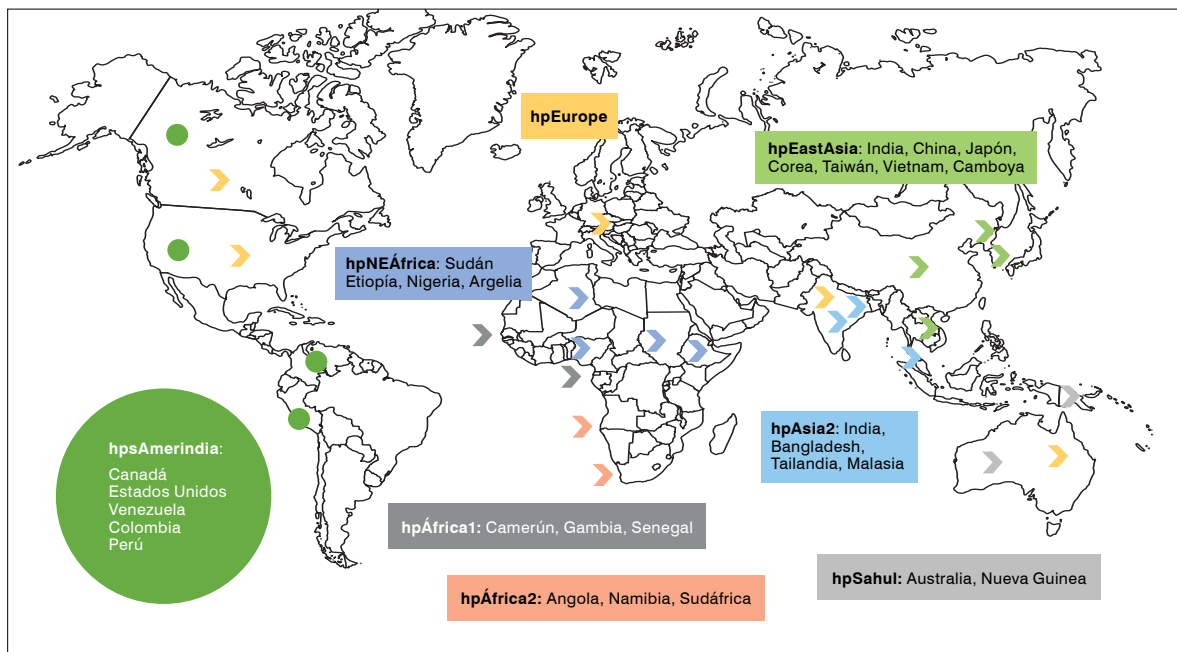 hpEurope
hpEastAsia: India, China, Japón,
Corea, Taiwán, Vietnam, Camboya
hpNEÁfrica: Sudán
Etiopía, Nigeria, Argelia
hpsAmerindia:
Canadá
Estados Unidos
Venezuela
Colombia
Perú
hpAsia2: India,
Bangladesh,
Tailandia, Malasia
hpÁfrica1: Camerún, Gambia, Senegal
hpSahul: Australia, Nueva Guinea
hpÁfrica2: Angola, Namibia, Sudáfrica